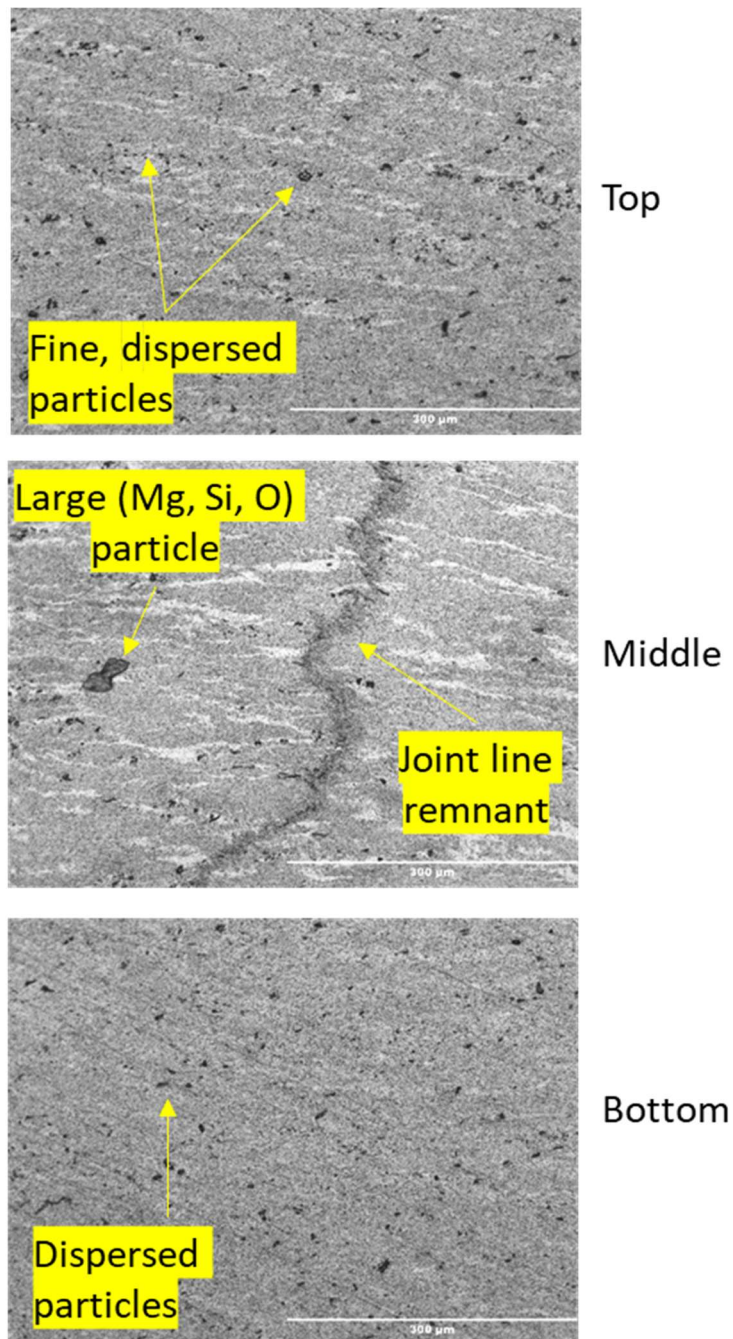 Top
Fine, dispersed
particles
300 µm
Large (Mg, Si, O)
particle
Middle
Joint line
remnant
300 µm
Bottom
Dispersed
particles
300 µm